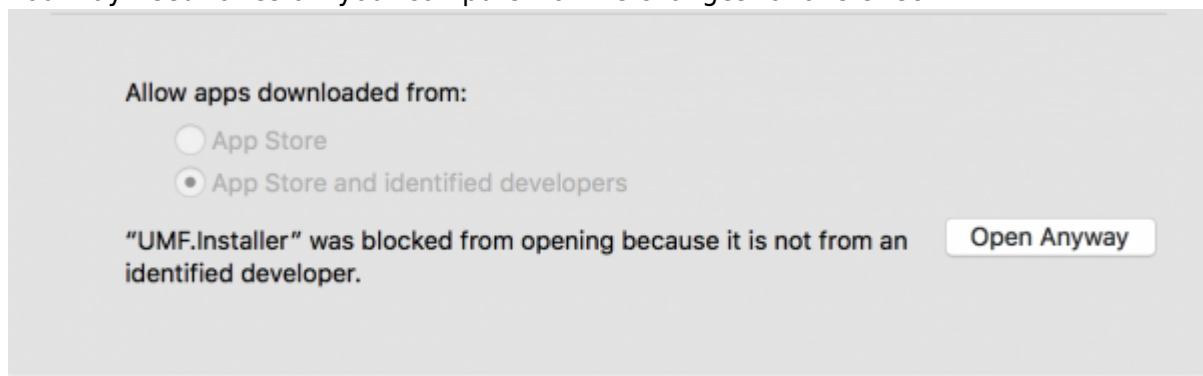 Allow apps downloaded from:
App Store
App Store and identified developers
“UMF.Installer” was blocked from opening because it is not from an
Open Anyway
identified developer.